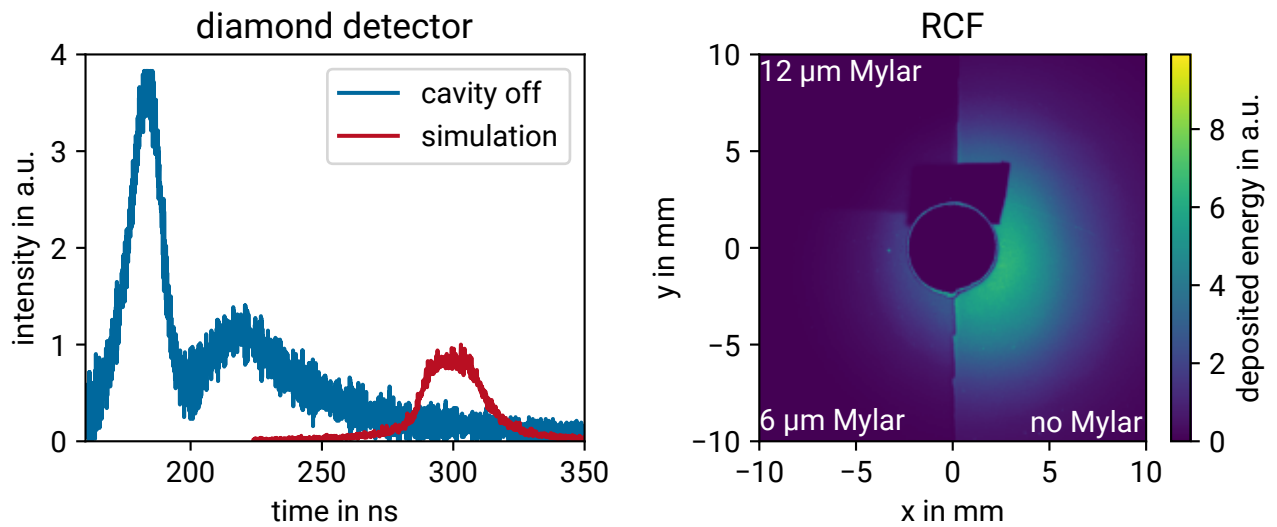 diamond detector
4
3
2
1
0
intensity in a.u.
cavity off
simulation
200
250
300
350
time in ns
RCF
10
5
0
−5
−10
y in mm
12 µm Mylar
6 µm Mylar
no Mylar
−10
−5
0
5
10
x in mm
8
6
4
2
0
deposited energy in a.u.